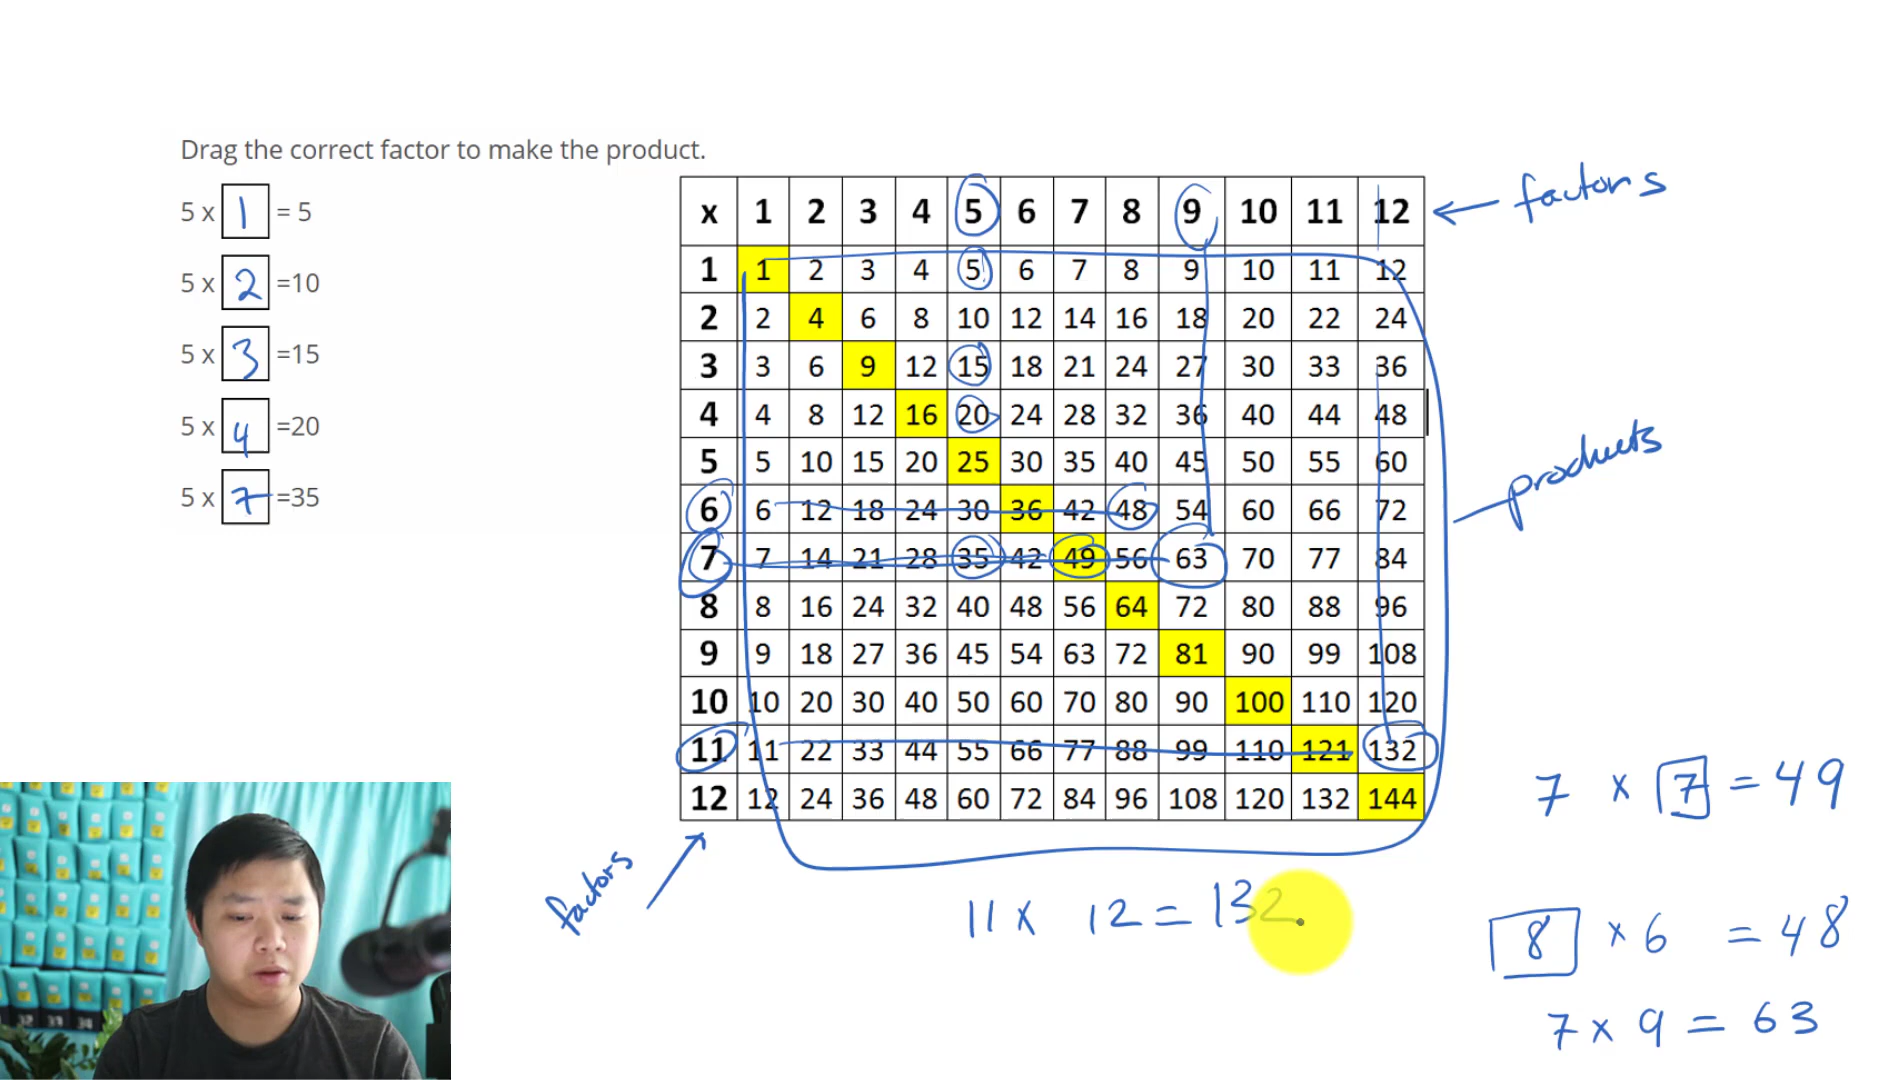 Drag the correct factor to make the product.
5 x 1 = 5
5 x 2 =10
5 x 3 =15
5 x 4 =20
5 x 7 =35
x 1 2 3 4 5 6 7 8 9 10 11 12
1 1 2 3 4 5 6 7 8 9 10 11 12
2 2 4 6 8 10 12 14 16 18 20 22 24
3 3 6 9 12 15 18 21 24 27 30 33 36
4 4 8 12 16 20 24 28 32 36 40 44 48
5 5 10 15 20 25 30 35 40 45 50 55 60
6 6 12 18 24 30 36 42 48 54 60 66 72
7 7 14 21 28 35 42 49 56 63 70 77 84
8 8 16 24 32 40 48 56 64 72 80 88 96
9 9 18 27 36 45 54 63 72 81 90 99 108
10 10 20 30 40 50 60 70 80 90 100 110 120
11 11 22 33 44 55 66 77 88 99 110 121 132
12 12 24 36 48 60 72 84 96 108 120 132 144
factors
products
factors
11 x 12 = 132
7 x 7 = 49
8 x 6 = 48
7 x 9 = 63